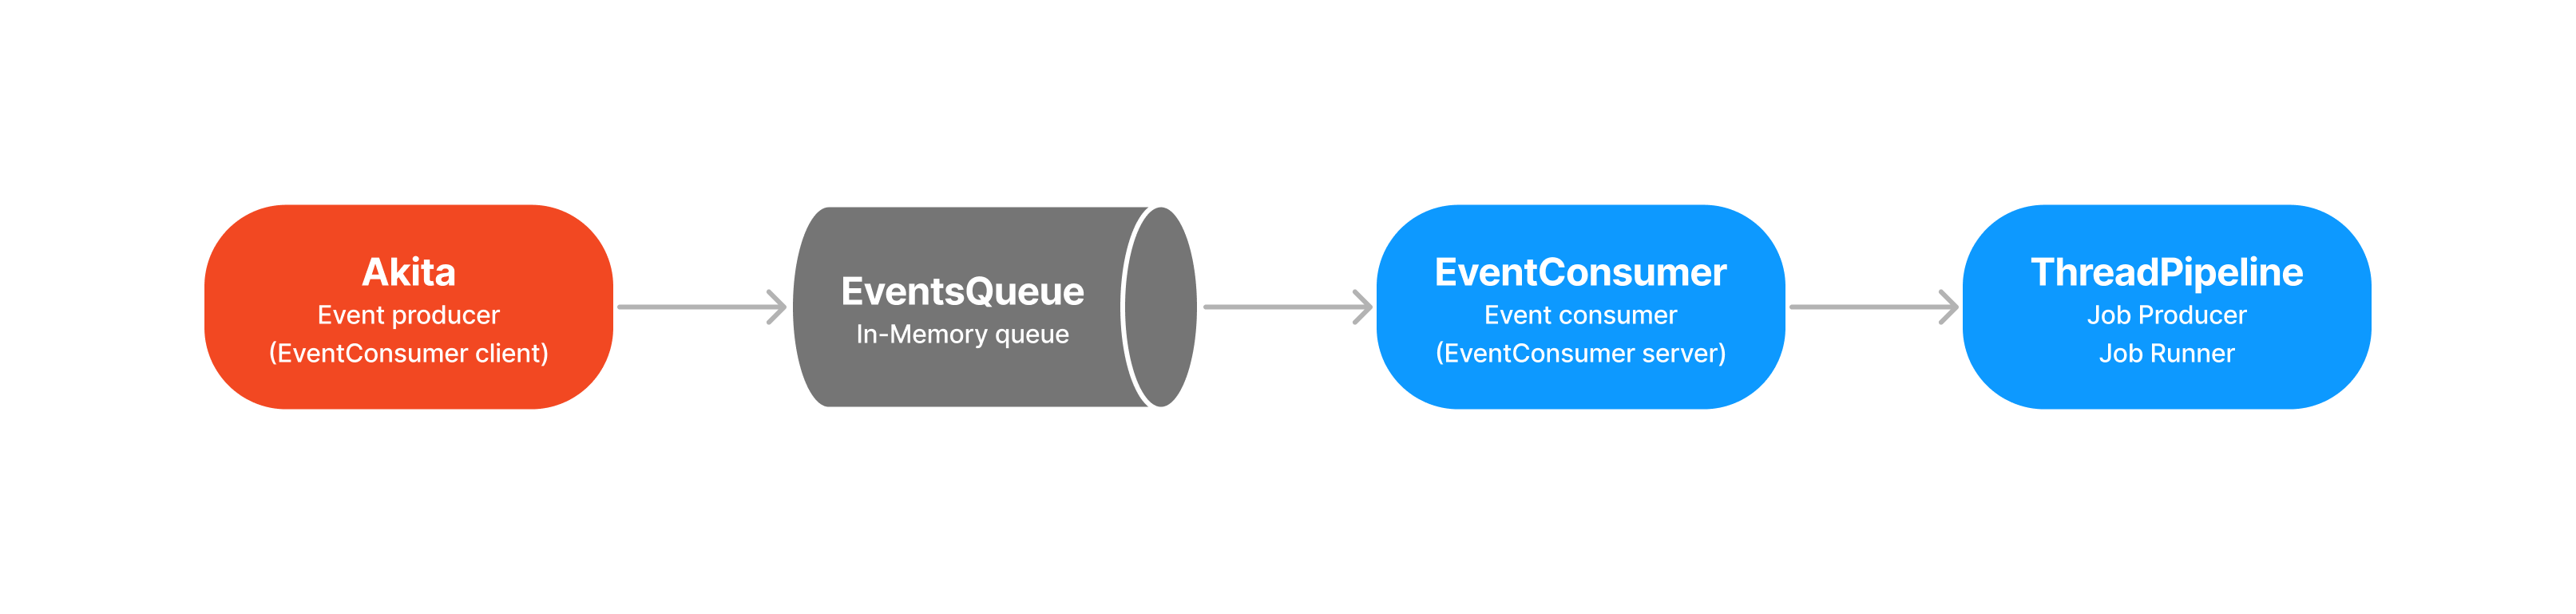 Akita
Event producer
(EventConsumer client)
EventsQueue
In-Memory queue
EventConsumer
Event consumer
(EventConsumer server)
ThreadPipeline
Job Producer
Job Runner